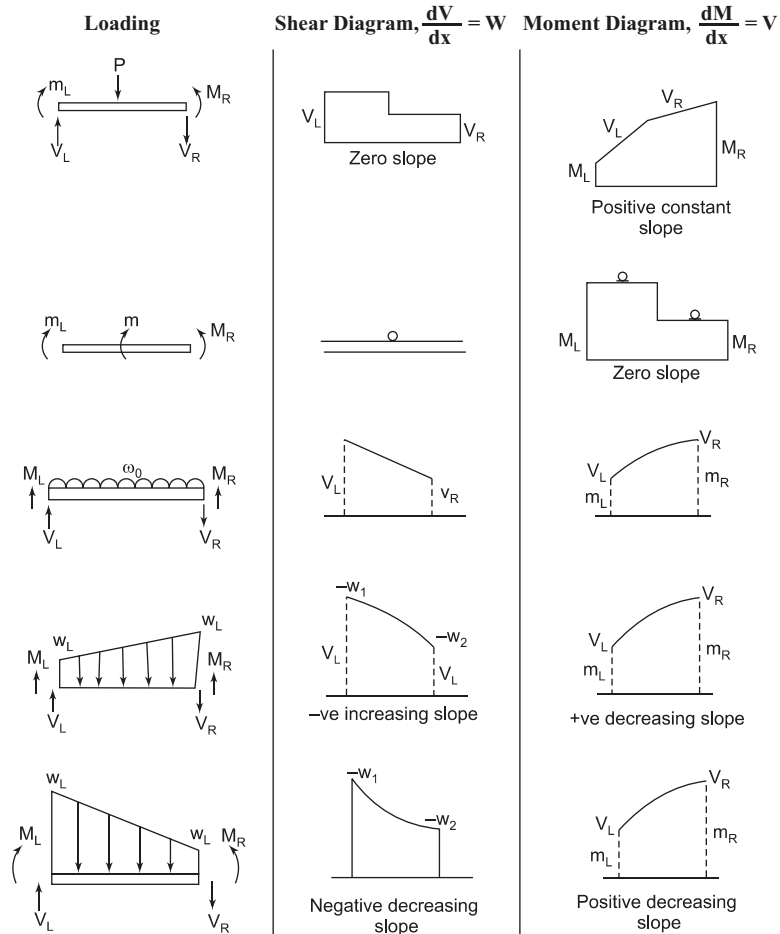 Loading
Shear Diagram, dV/dx = W
Moment Diagram, dM/dx = V
P
m_L
M_R
V_L
V_R
V_L
V_R
Zero slope
V_R
V_L
M_L
M_R
Positive constant
slope
m_L
m
M_R
M_L
M_R
Zero slope
M_L
ω_0
M_R
V_L
V_R
V_L
v_R
V_L
V_R
m_L
m_R
w_L
w_L
M_L
M_R
V_L
V_R
–w_1
–w_2
V_L
V_L
–ve increasing slope
V_R
V_L
m_L
m_R
+ve decreasing slope
w_L
w_L
M_L
M_R
V_L
V_R
–w_1
–w_2
Negative decreasing
slope
V_R
V_L
m_L
m_R
Positive decreasing
slope